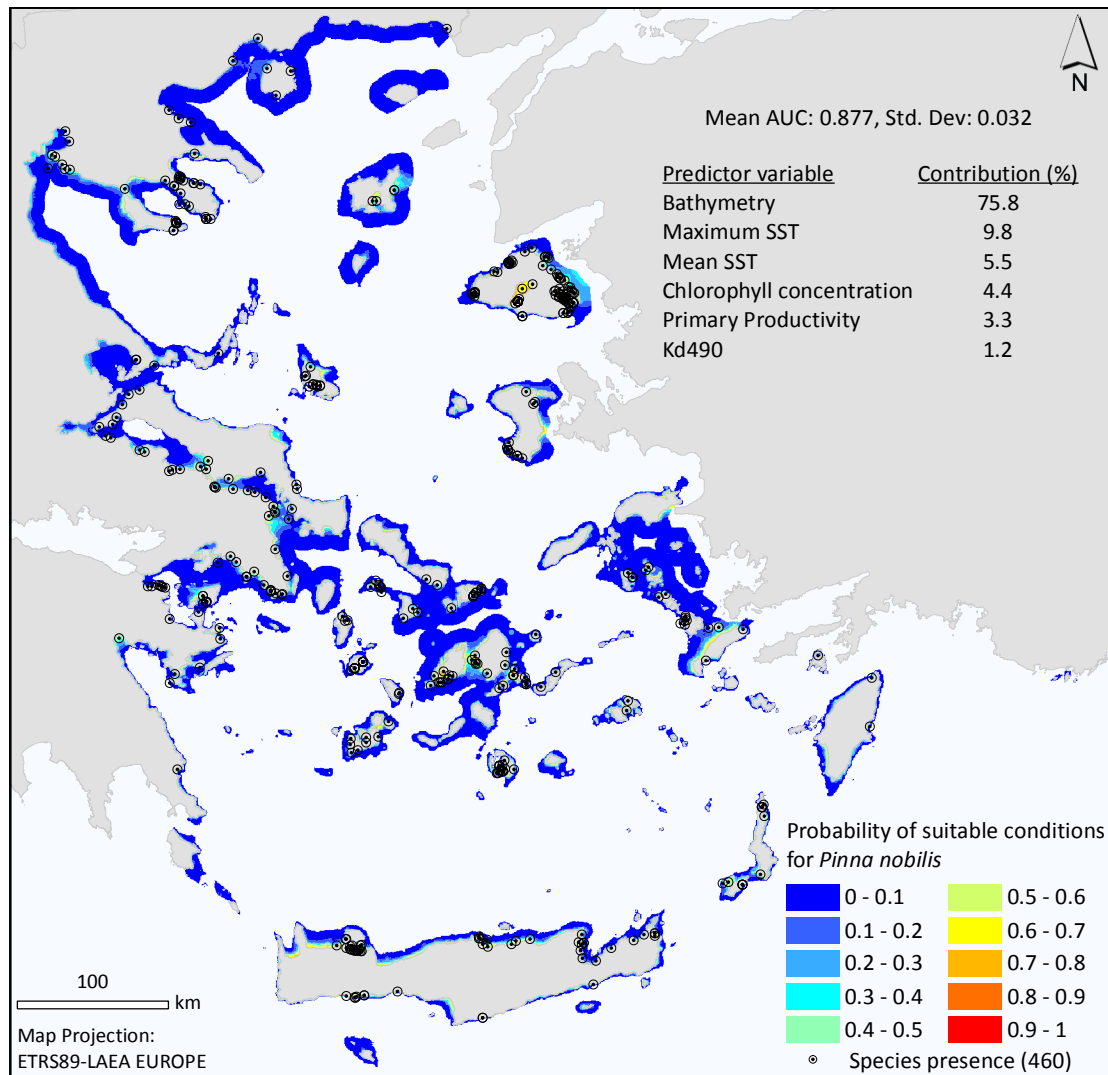 N
Mean AUC: 0.877, Std. Dev: 0.032
Predictor variable Contribution (%)
Bathymetry 75.8
Maximum SST 9.8
Mean SST 5.5
Chlorophyll concentration 4.4
Primary Productivity 3.3
Kd490 1.2
Probability of suitable conditions
for Pinna nobilis
0 - 0.1 0.5 - 0.6
0.1 - 0.2 0.6 - 0.7
0.2 - 0.3 0.7 - 0.8
0.3 - 0.4 0.8 - 0.9
0.4 - 0.5 0.9 - 1
Species presence (460)
100
km
Map Projection:
ETRS89-LAEA EUROPE